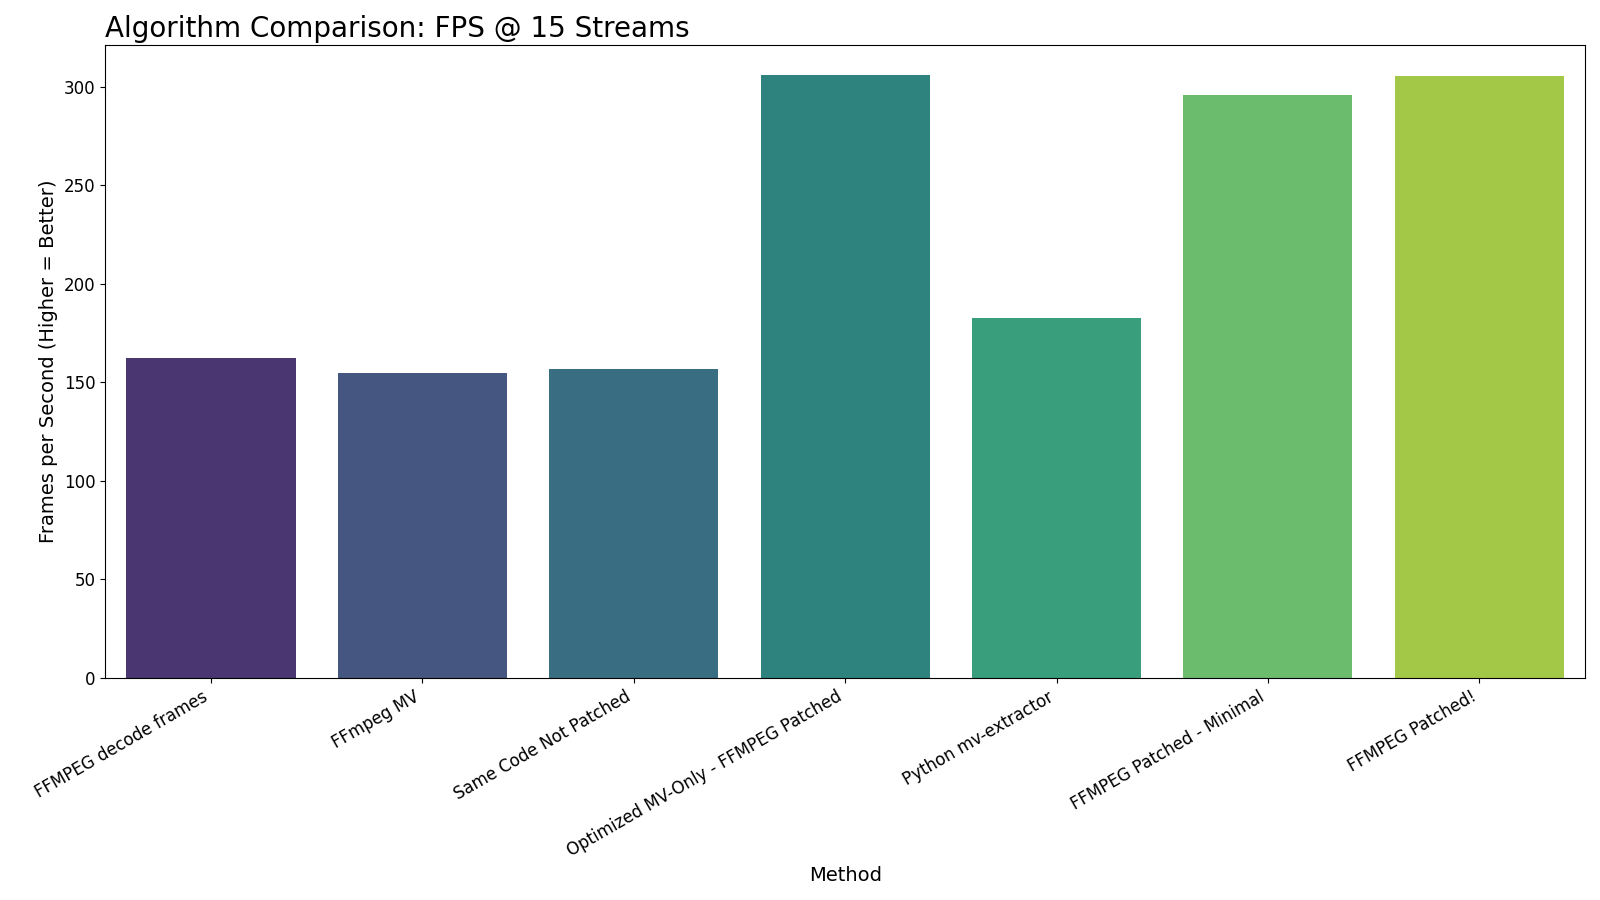 Algorithm Comparison: FPS @ 15 Streams
Frames per Second (Higher = Better)
300
250
200
150
100
50
0
FFMPEG decode frames
FFmpeg MV
Same Code Not Patched
Optimized MV-Only - FFMPEG Patched
Python mv-extractor
FFMPEG Patched - Minimal
FFMPEG Patched!
Method